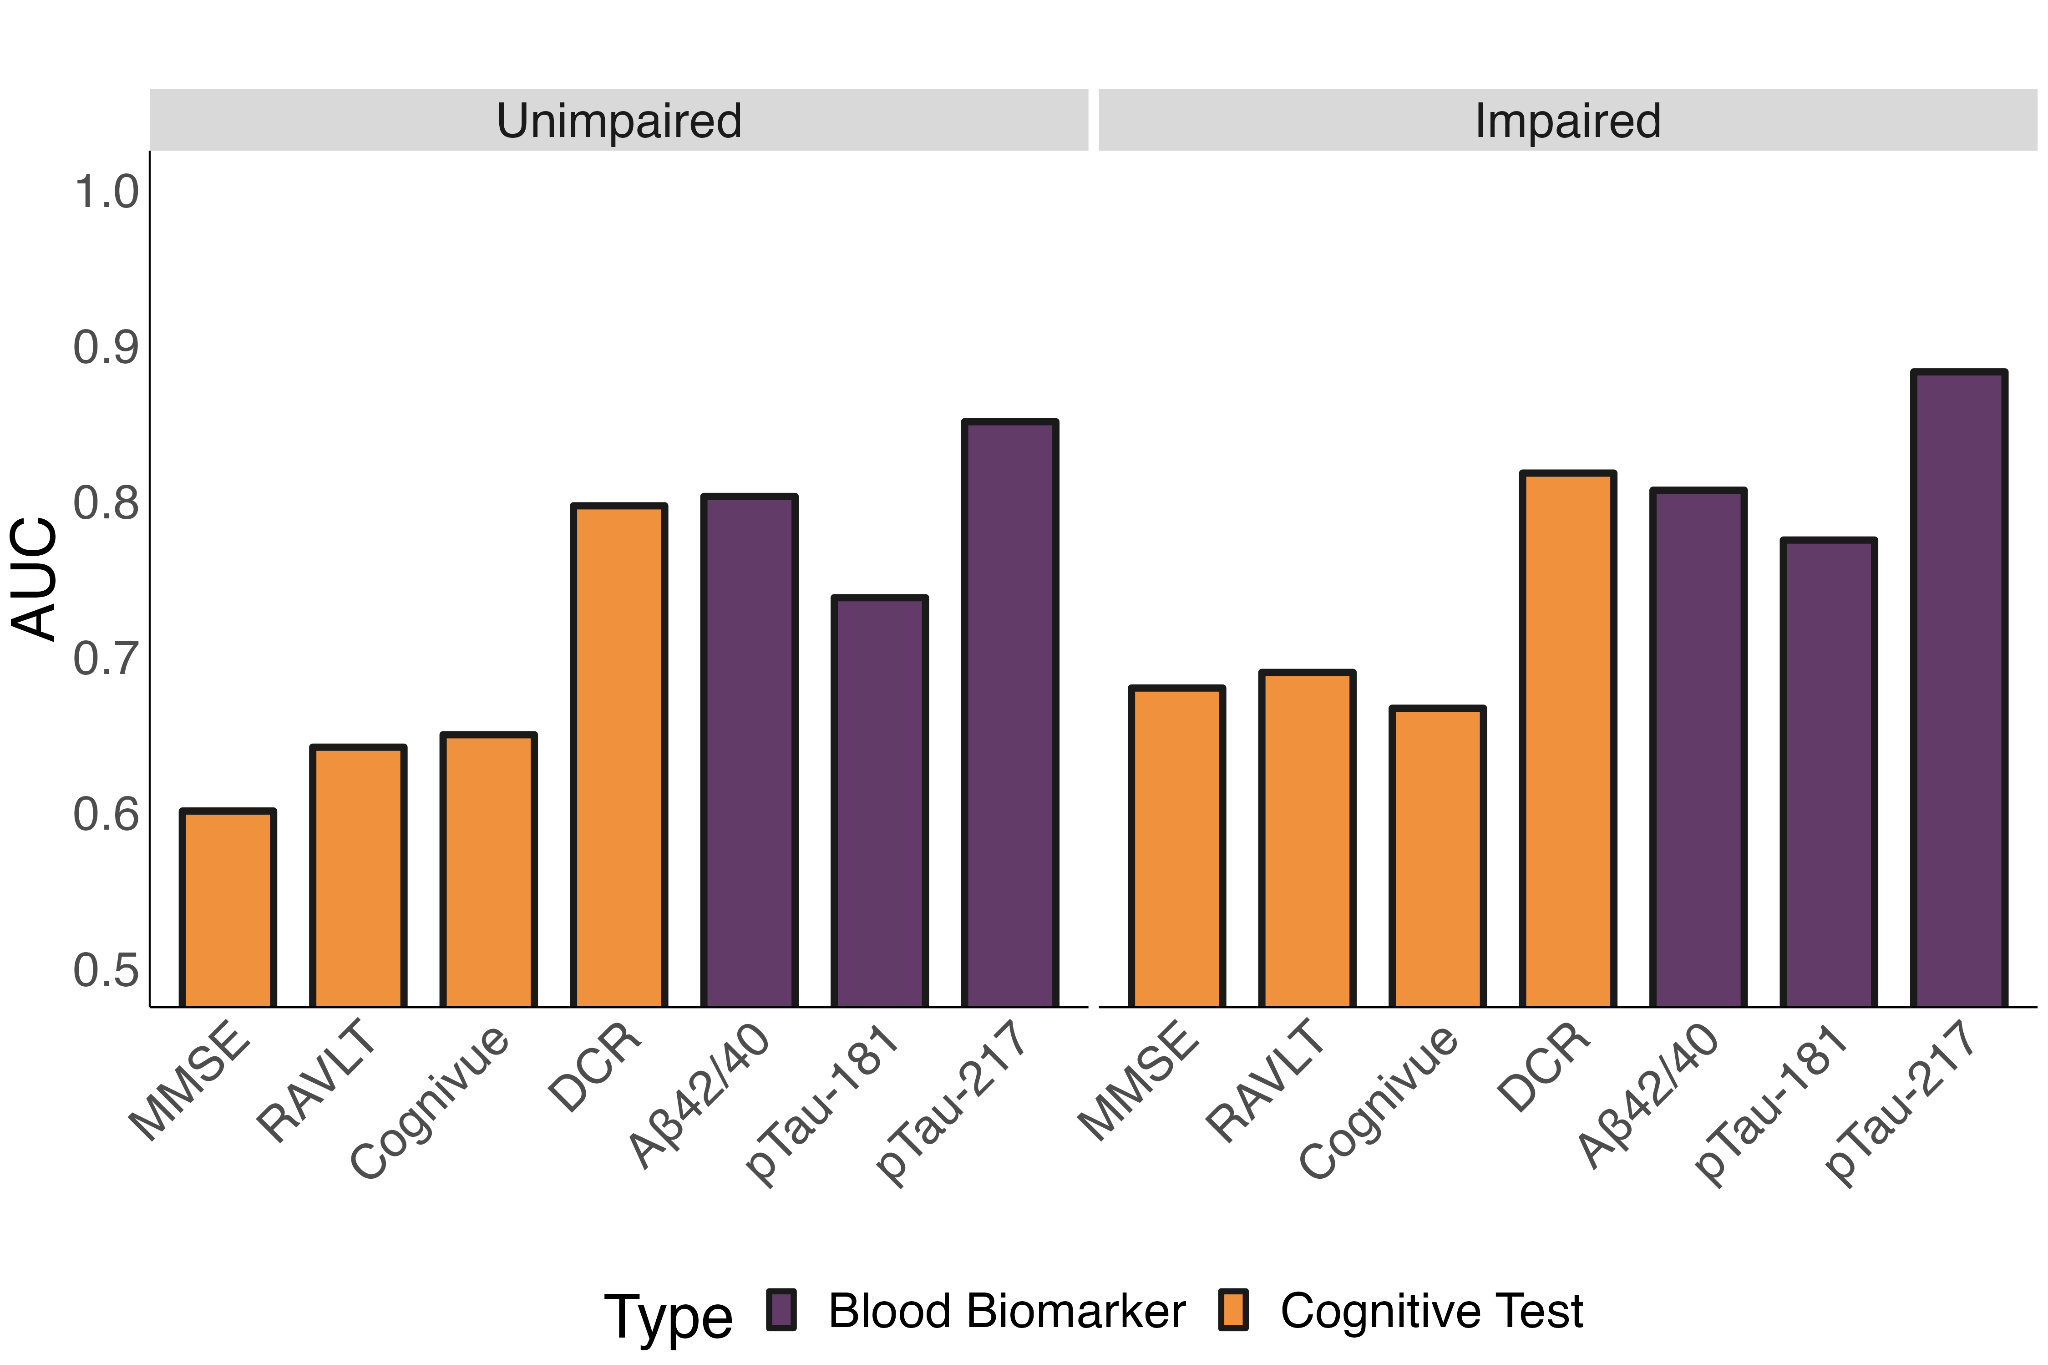 Unimpaired
Impaired
1.0
0.9
0.8
0.7
0.6
0.5
AUC
MMSE
RAVLT
Cognivue
DCR
Aβ42/40
pTau-181
pTau-217
MMSE
RAVLT
Cognivue
DCR
Aβ42/40
pTau-181
pTau-217
Type Blood Biomarker Cognitive Test